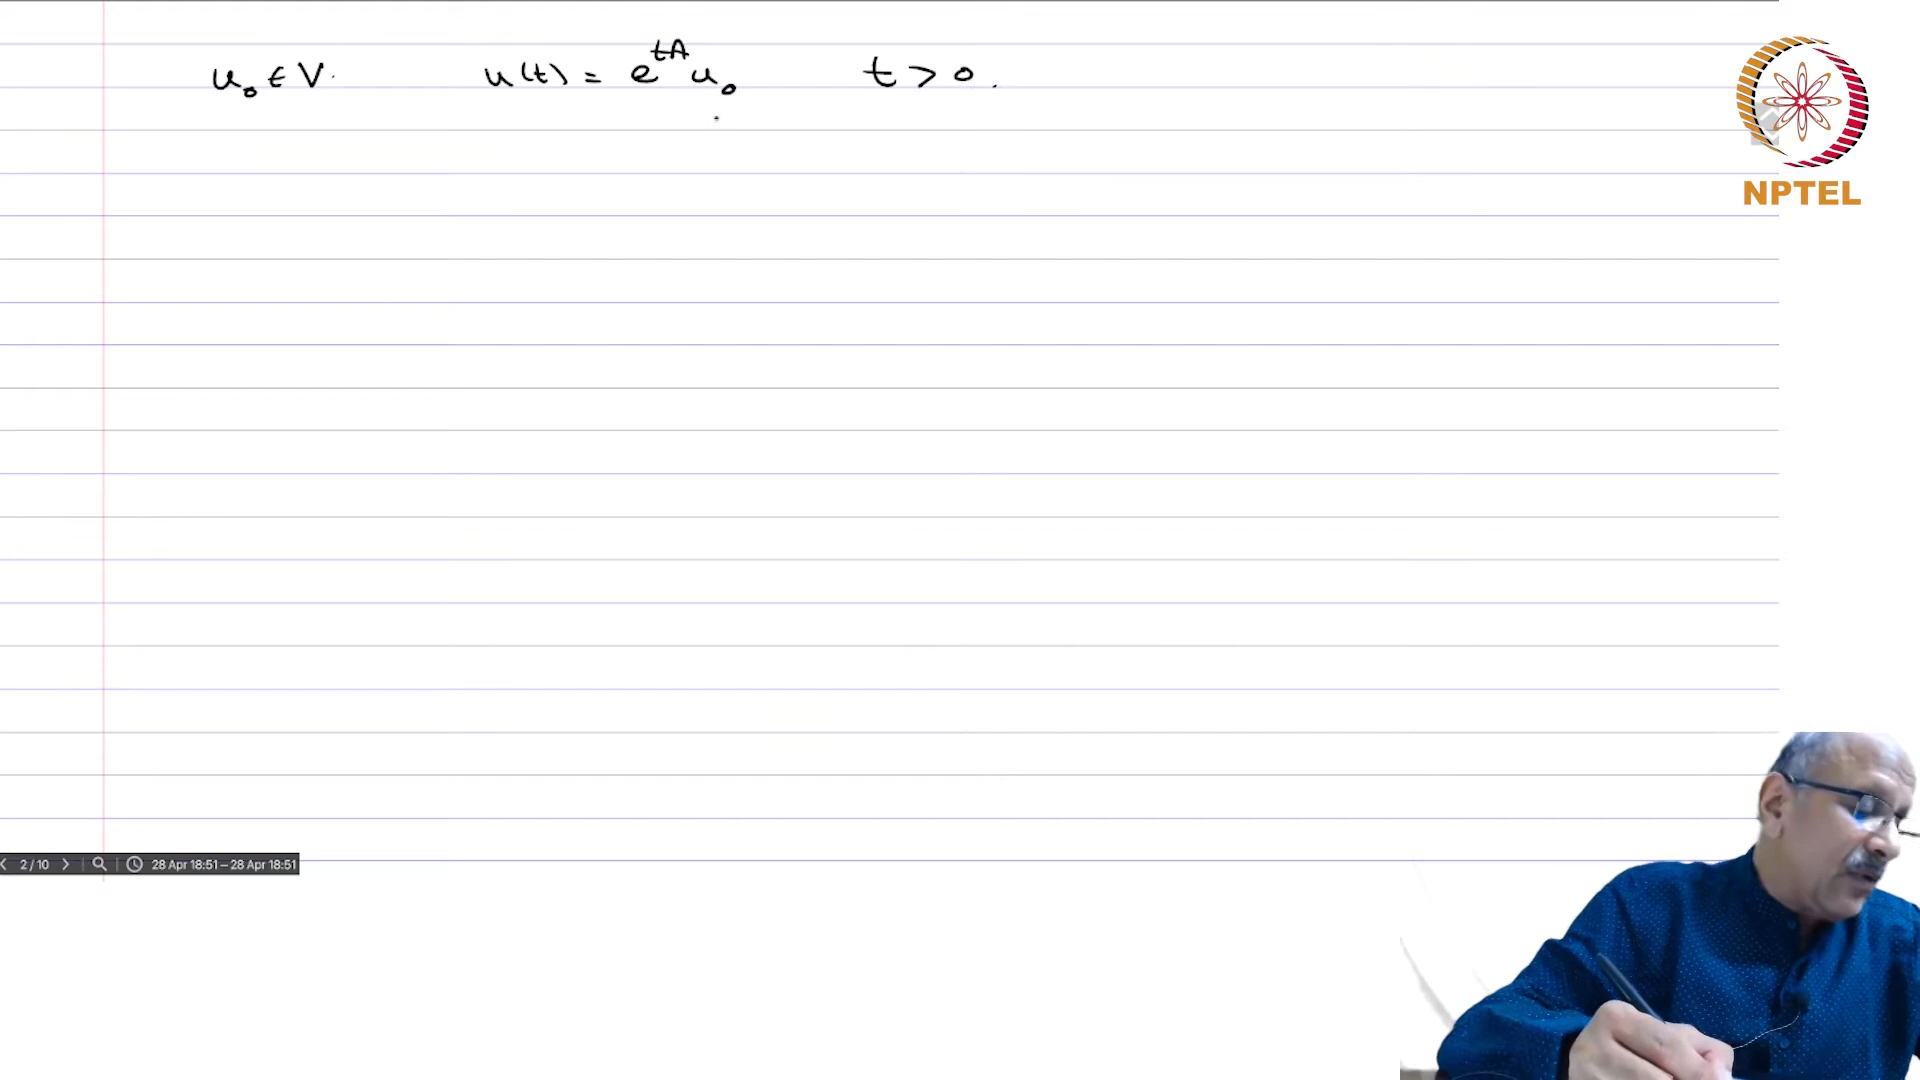 u₀ ∈ V. u(t) = e^{tA} u₀ t > 0.
NPTEL
2 / 10 28 Apr 18:51 – 28 Apr 18:51